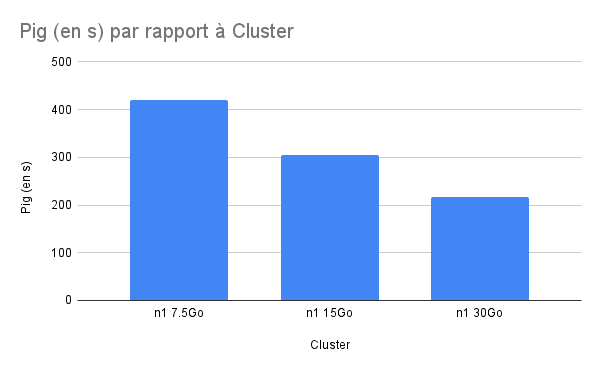 Pig (en s) par rapport à Cluster
500
400
300
200
100
0
Pig (en s)
n1 7.5Go n1 15Go n1 30Go
Cluster